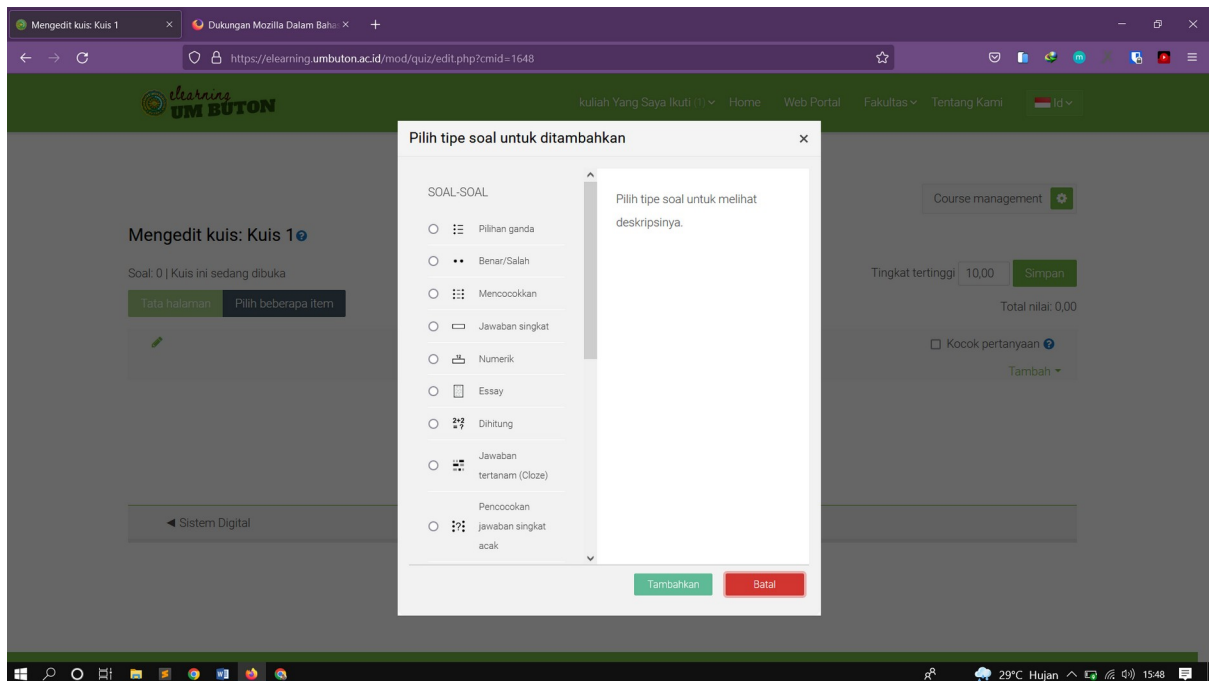 Mengedit kuis: Kuis 1
Dukungan Mozilla Dalam Baha
https://elearning.umbuton.ac.id/mod/quiz/edit.php?cmid=1648
elearning
UM BUTON
kuliah Yang Saya Ikuti (1) Home Web Portal Fakultas Tentang Kami Id
Pilih tipe soal untuk ditambahkan
SOAL-SOAL
Pilihan ganda
Benar/Salah
Mencocokkan
Jawaban singkat
Numerik
Essay
Dihitung
Jawaban
tertanam (Cloze)
Pencocokan
jawaban singkat
acak
Pilih tipe soal untuk melihat
deskripsinya.
Tambahkan Batal
Course management
Mengedit kuis: Kuis 1
Soal: 0 | Kuis ini sedang dibuka
Tingkat tertinggi 10,00 Simpan
Tata halaman Pilih beberapa item
Total nilai: 0,00
Kocok pertanyaan
Tambah
Sistem Digital
29°C Hujan 15:48